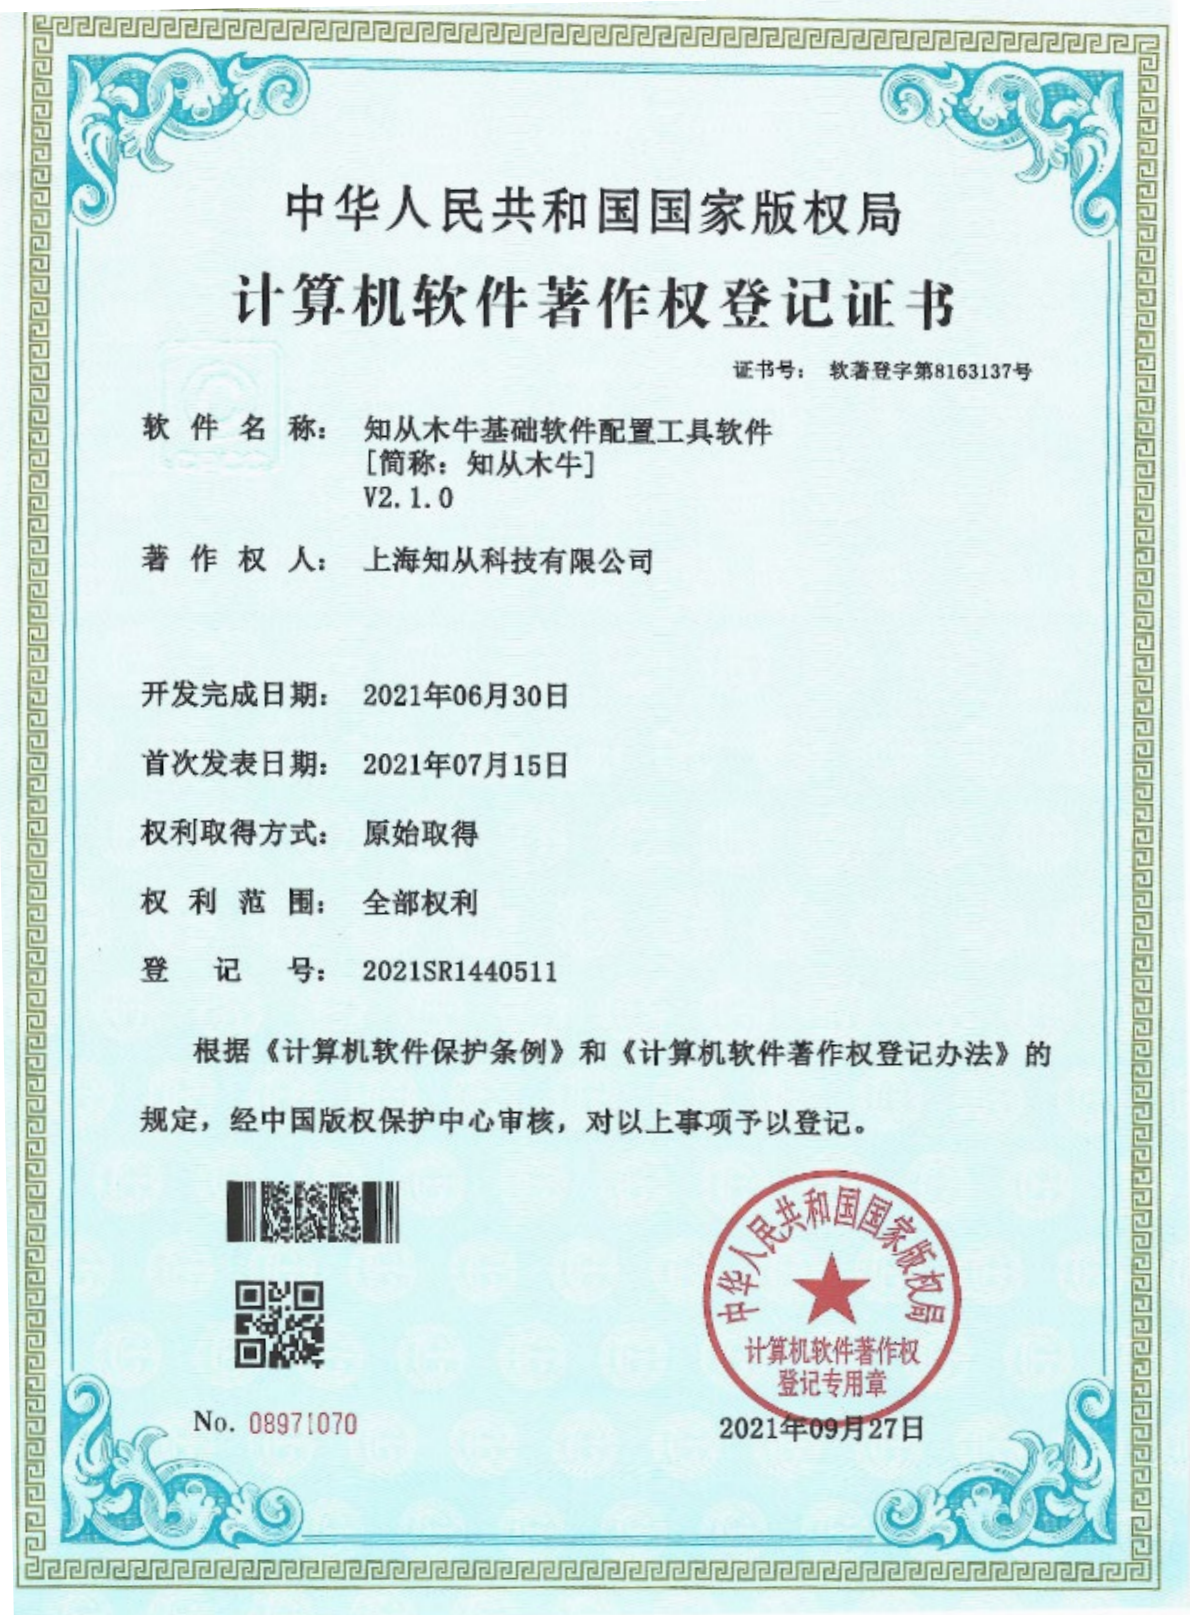 中华人民共和国国家版权局
计算机软件著作权登记证书
证书号： 软著登字第8163137号
软件名称： 知从木牛基础软件配置工具软件
[简称：知从木牛]
V2.1.0
著作权人： 上海知从科技有限公司
开发完成日期： 2021年06月30日
首次发表日期： 2021年07月15日
权利取得方式： 原始取得
权利范围： 全部权利
登记号： 2021SR1440511
根据《计算机软件保护条例》和《计算机软件著作权登记办法》的
规定，经中国版权保护中心审核，对以上事项予以登记。
中华人民共和国国家版权局
计算机软件著作权
登记专用章
No. 08971070
2021年09月27日